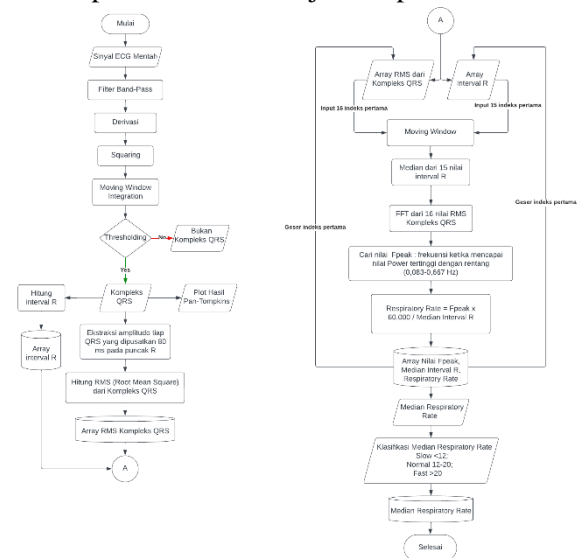 Mulai
Sinyal ECG Mentah
Filter Band-Pass
Derivasi
Squaring
Moving Window
Integration
Thresholding
No
Bukan
Kompleks QRS
Yes
Hitung
interval R
Kompleks
QRS
Plot Hasil
Pan-Tompkins
Array
interval R
Ekstraksi amplitudo tiap
QRS yang dipusatkan 80
ms pada puncak R
Hitung RMS (Root Mean Square)
dari Kompleks QRS
Array RMS Kompleks QRS
A
A
Array RMS dari
Kompleks QRS
Array
Interval R
Input 16 indeks pertama
Input 15 indeks pertama
Moving Window
Median dari 15 nilai
interval R
FFT dari 16 nilai RMS
Kompleks QRS
Geser indeks pertama
Geser indeks pertama
Cari nilai Fpeak : frekuensi ketika mencapai
nilai Power tertinggi dengan rentang
(0,083-0,667 Hz)
Respiratory Rate = Fpeak x
60.000 / Median Interval R
Array Nilai Fpeak,
Median Interval R,
Respiratory Rate
Median Respiratory
Rate
Klasifikasi Median Respiratory Rate
Slow <12;
Normal 12-20;
Fast >20
Median Respiratory Rate
Selesai